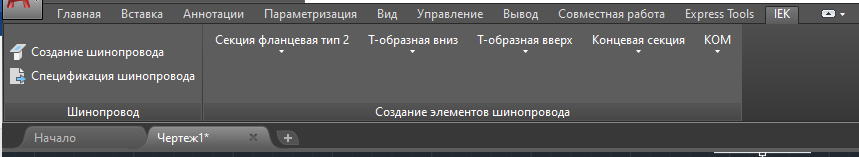 Главная Вставка Аннотации Параметризация Вид Управление Вывод Совместная работа Express Tools IEK
Создание шинопровода
Спецификация шинопровода
Шинопровод
Секция фланцевая тип 2 Т-образная вниз Т-образная вверх Концевая секция КОМ
Создание элементов шинопровода
Начало Чертеж1*